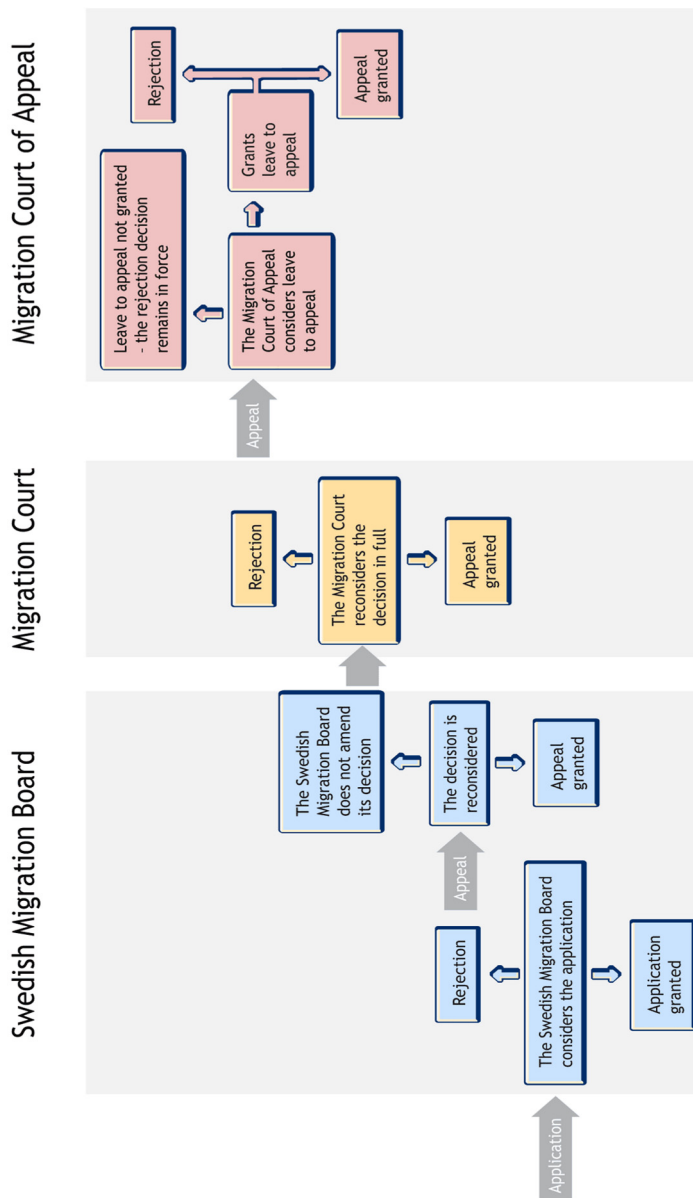 Swedish Migration Board
Migration Court
Migration Court of Appeal
Application
The Swedish Migration Board
considers the application
Rejection
Application
granted
Appeal
The decision is
reconsidered
The Swedish
Migration Board
does not amend
its decision
Appeal
granted
The Migration Court
reconsiders the
decision in full
Rejection
Appeal
granted
Appeal
The Migration
Court of Appeal
considers leave
to appeal
Leave to appeal not granted
- the rejection decision
remains in force
Grants
leave to
appeal
Rejection
Appeal
granted